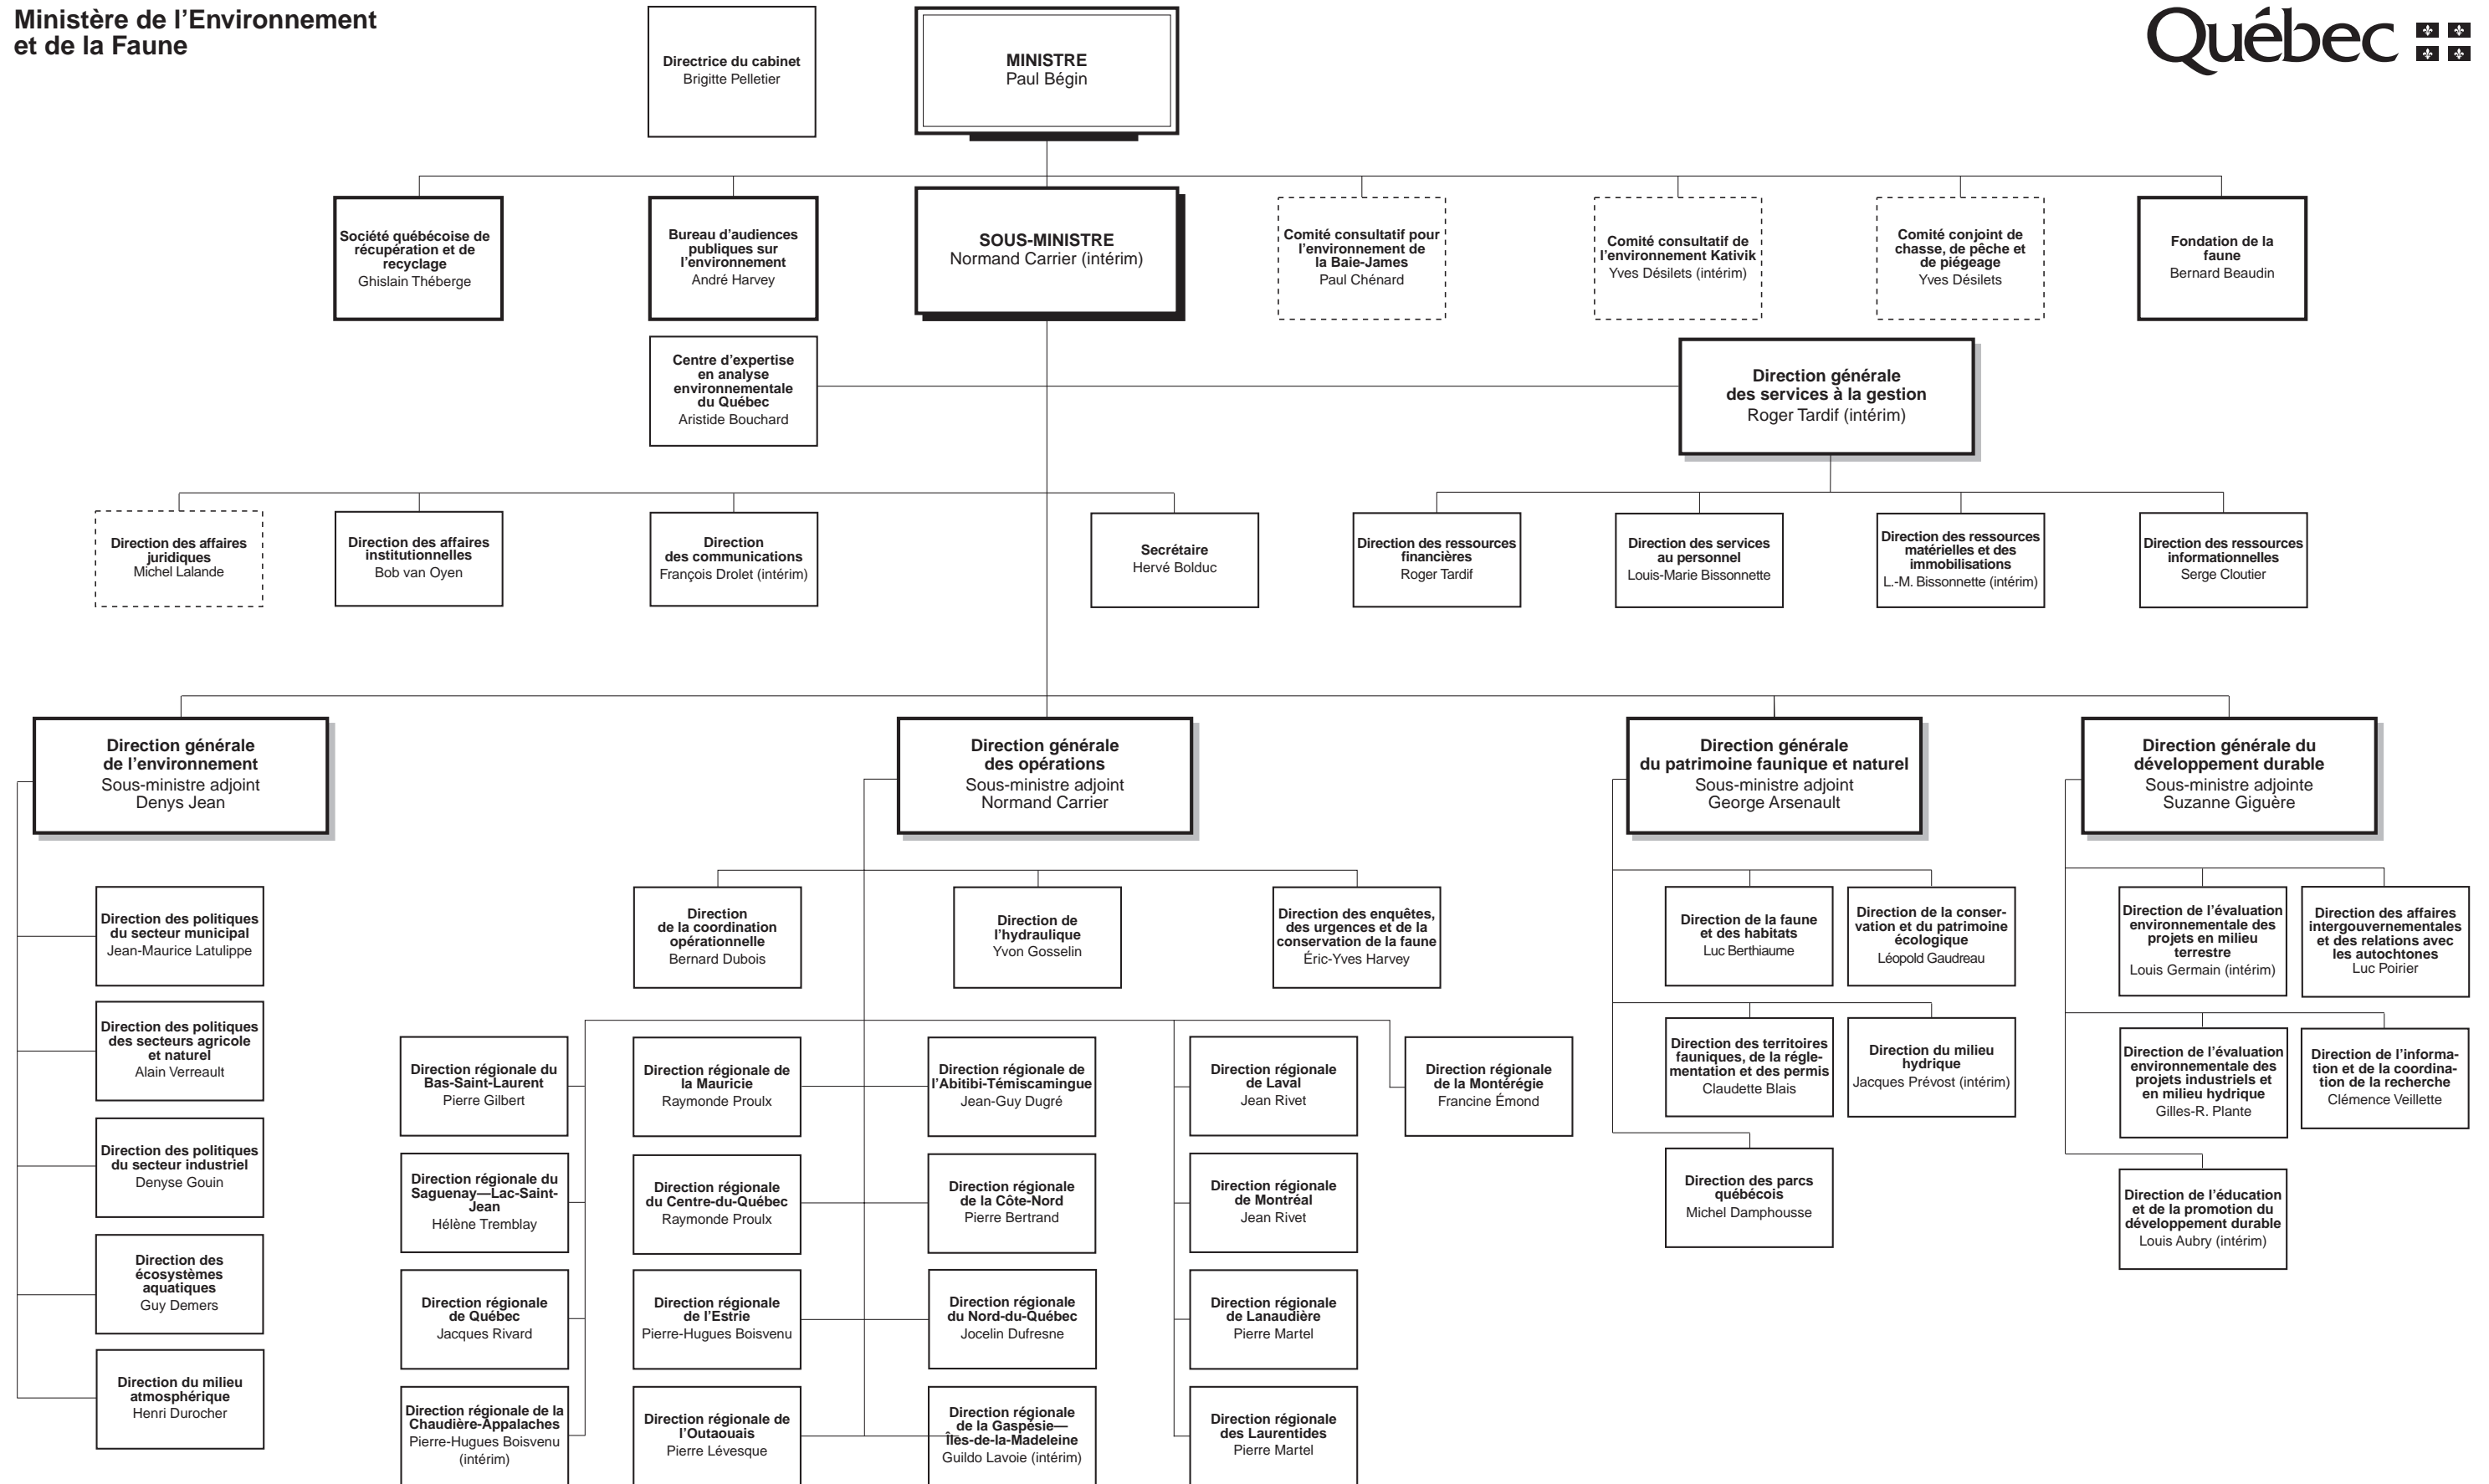 Ministère de l'Environnement
et de la Faune
Directrice du cabinet
Brigitte Pelletier
MINISTRE
Paul Bégin
Québec
Société québécoise de
récupération et de
recyclage
Ghislain Théberge
Bureau d'audiences
publiques sur
l'environnement
André Harvey
SOUS-MINISTRE
Normand Carrier (intérim)
Comité consultatif pour
l'environnement de
la Baie-James
Paul Chénard
Comité consultatif de
l'environnement Kativik
Yves Désilets (intérim)
Comité conjoint de
chasse, de pêche et
de piégeage
Yves Désilets
Fondation de la
faune
Bernard Beaudin
Centre d'expertise
en analyse
environnementale
du Québec
Aristide Bouchard
Direction générale
des services à la gestion
Roger Tardif (intérim)
Direction des affaires
juridiques
Michel Lalande
Direction des affaires
institutionnelles
Bob van Oyen
Direction
des communications
François Drolet (intérim)
Secrétaire
Hervé Bolduc
Direction des ressources
financières
Roger Tardif
Direction des services
au personnel
Louis-Marie Bissonnette
Direction des ressources
matérielles et des
immobilisations
L.-M. Bissonnette (intérim)
Direction des ressources
informationnelles
Serge Cloutier
Direction générale
de l'environnement
Sous-ministre adjoint
Denys Jean
Direction générale
des opérations
Sous-ministre adjoint
Normand Carrier
Direction générale
du patrimoine faunique et naturel
Sous-ministre adjoint
George Arsenault
Direction générale du
développement durable
Sous-ministre adjointe
Suzanne Giguère
Direction des politiques
du secteur municipal
Jean-Maurice Latulippe
Direction des politiques
des secteurs agricole
et naturel
Alain Verreault
Direction des politiques
du secteur industriel
Denyse Gouin
Direction des
écosystèmes
aquatiques
Guy Demers
Direction du milieu
atmosphérique
Henri Durocher
Direction
de la coordination
opérationnelle
Bernard Dubois
Direction de
l'hydraulique
Yvon Gosselin
Direction des enquêtes,
des urgences et de la
conservation de la faune
Éric-Yves Harvey
Direction régionale du
Bas-Saint-Laurent
Pierre Gilbert
Direction régionale de
la Mauricie
Raymonde Proulx
Direction régionale de
l'Abitibi-Témiscamingue
Jean-Guy Dugré
Direction régionale
de Laval
Jean Rivet
Direction régionale
de la Montérégie
Francine Émond
Direction régionale du
Saguenay—Lac-Saint-
Jean
Hélène Tremblay
Direction régionale
du Centre-du-Québec
Raymonde Proulx
Direction régionale
de la Côte-Nord
Pierre Bertrand
Direction régionale
de Montréal
Jean Rivet
Direction régionale
de Québec
Jacques Rivard
Direction régionale
de l'Estrie
Pierre-Hugues Boisvenu
Direction régionale
du Nord-du-Québec
Jocelin Dufresne
Direction régionale
de Lanaudière
Pierre Martel
Direction régionale de la
Chaudière-Appalaches
Pierre-Hugues Boisvenu
(intérim)
Direction régionale de
l'Outaouais
Pierre Lévesque
Direction régionale
de la Gaspésie—
Îles-de-la-Madeleine
Guildo Lavoie (intérim)
Direction régionale
des Laurentides
Pierre Martel
Direction de la faune
et des habitats
Luc Berthiaume
Direction de la conser-
vation et du patrimoine
écologique
Léopold Gaudreau
Direction des territoires
fauniques, de la régle-
mentation et des permis
Claudette Blais
Direction du milieu
hydrique
Jacques Prévost (intérim)
Direction des parcs
québécois
Michel Damphousse
Direction de l'évaluation
environnementale des
projets en milieu
terrestre
Louis Germain (intérim)
Direction des affaires
intergouvernementales
et des relations avec
les autochtones
Luc Poirier
Direction de l'évaluation
environnementale des
projets industriels et
en milieu hydrique
Gilles-R. Plante
Direction de l'informa-
tion et de la coordina-
tion de la recherche
Clémence Veillette
Direction de l'éducation
et de la promotion du
développement durable
Louis Aubry (intérim)